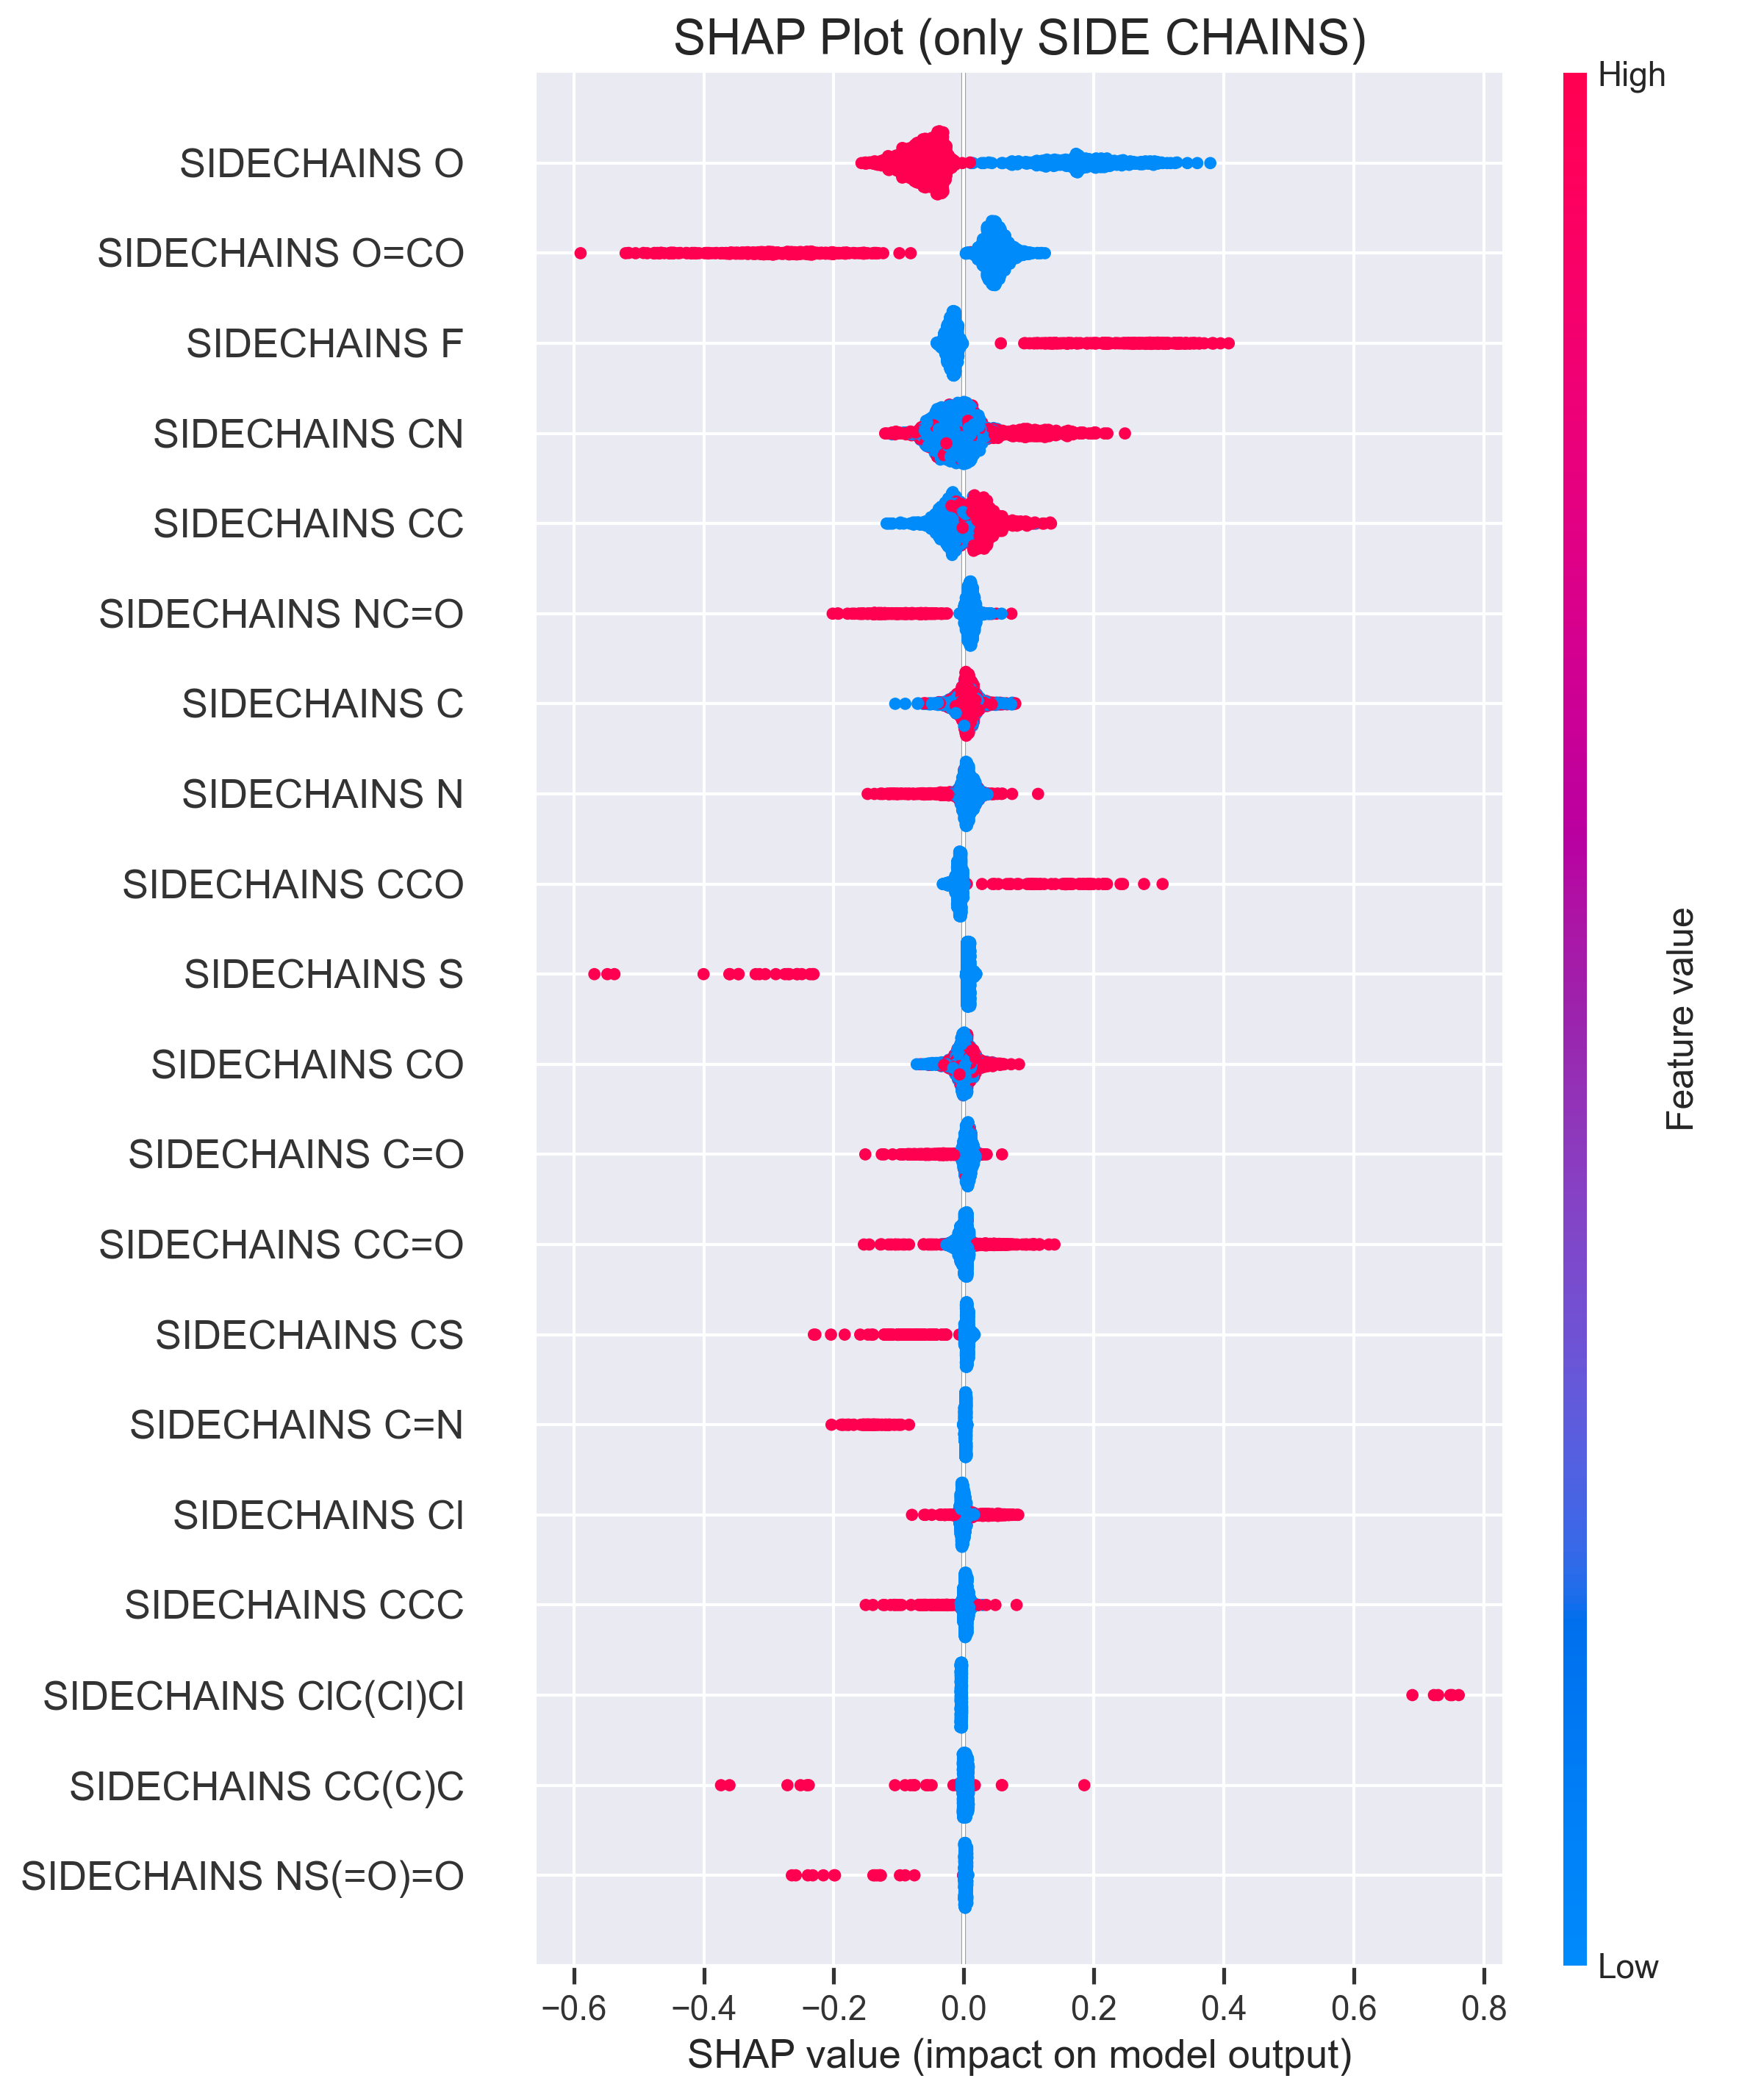 SHAP Plot (only SIDE CHAINS)
High
SIDECHAINS O
SIDECHAINS O=CO
SIDECHAINS F
SIDECHAINS CN
SIDECHAINS CC
SIDECHAINS NC=O
SIDECHAINS C
SIDECHAINS N
SIDECHAINS CCO
SIDECHAINS S
SIDECHAINS CO
SIDECHAINS C=O
SIDECHAINS CC=O
SIDECHAINS CS
SIDECHAINS C=N
SIDECHAINS Cl
SIDECHAINS CCC
SIDECHAINS ClC(Cl)Cl
SIDECHAINS CC(C)C
SIDECHAINS NS(=O)=O
Feature value
Low
−0.6 −0.4 −0.2 0.0 0.2 0.4 0.6 0.8
SHAP value (impact on model output)